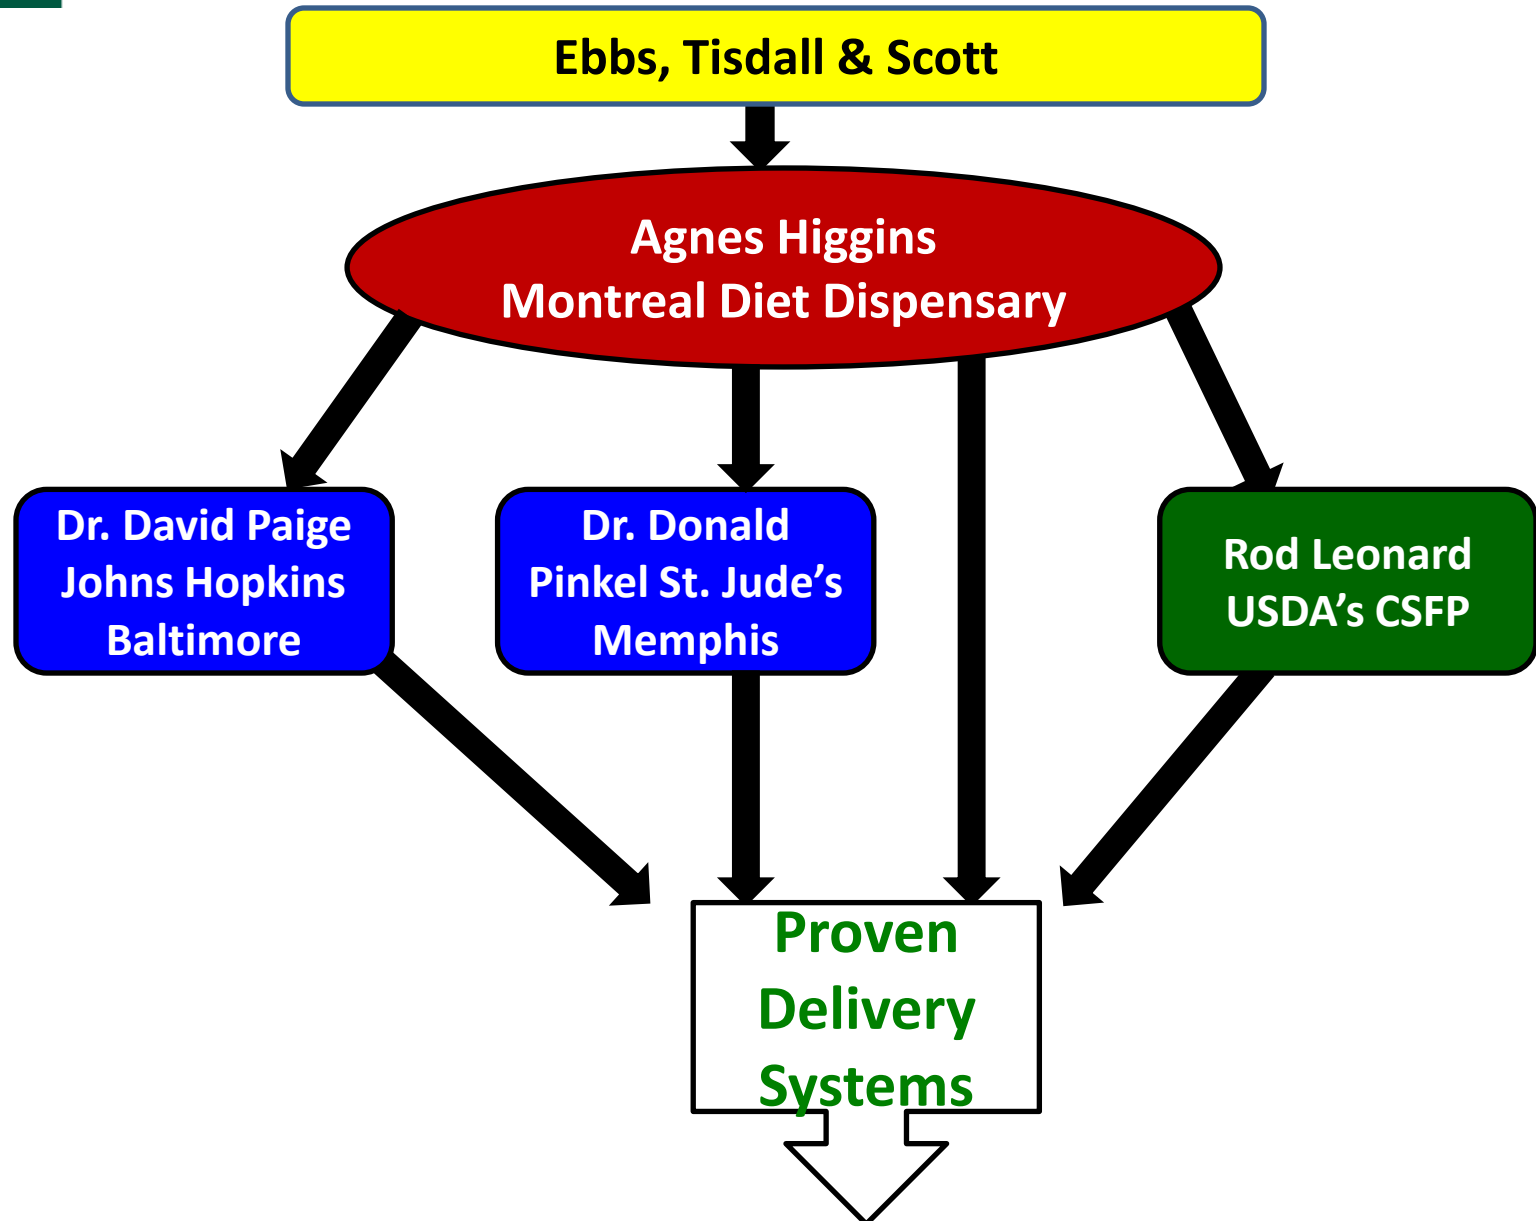 Ebbs, Tisdall & Scott
Agnes Higgins
Montreal Diet Dispensary
Dr. David Paige
Johns Hopkins
Baltimore
Dr. Donald
Pinkel St. Jude’s
Memphis
Rod Leonard
USDA’s CSFP
Proven
Delivery
Systems